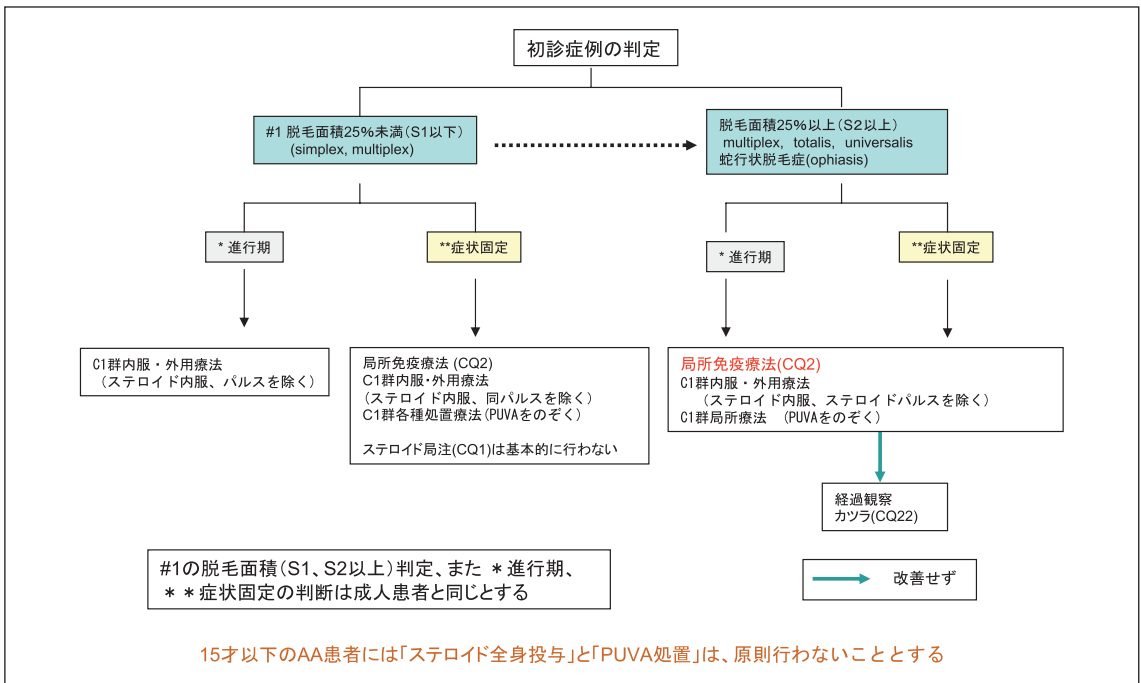 初診症例の判定
#1 脱毛面積25%未満(S1以下)
(simplex, multiplex)
脱毛面積25%以上(S2以上)
multiplex, totalis, universalis
蛇行状脱毛症(ophiasis)
* 進行期
**症状固定
* 進行期
**症状固定
C1群内服・外用療法
(ステロイド内服、パルスを除く)
局所免疫療法 (CQ2)
C1群内服・外用療法
(ステロイド内服、同パルスを除く)
C1群各種処置療法(PUVAをのぞく)
ステロイド局注(CQ1)は基本的に行わない
局所免疫療法(CQ2)
C1群内服・外用療法
(ステロイド内服、ステロイドパルスを除く)
C1群局所療法 (PUVAをのぞく)
経過観察
カツラ(CQ22)
#1の脱毛面積(S1、S2以上)判定、また *進行期、
**症状固定の判断は成人患者と同じとする
改善せず
15才以下のAA患者には「ステロイド全身投与」と「PUVA処置」は、原則行わないこととする